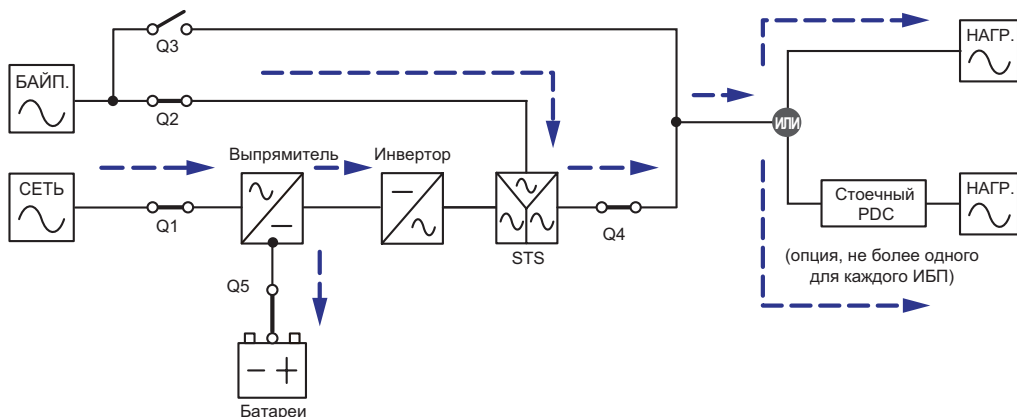 Q3
НАГР.
БАЙП.
Q2
ИЛИ
Выпрямитель
Инвертор
СЕТЬ
Q1
STS
Q4
Стоечный
PDC
НАГР.
(опция, не более одного
для каждого ИБП)
Q5
Батареи